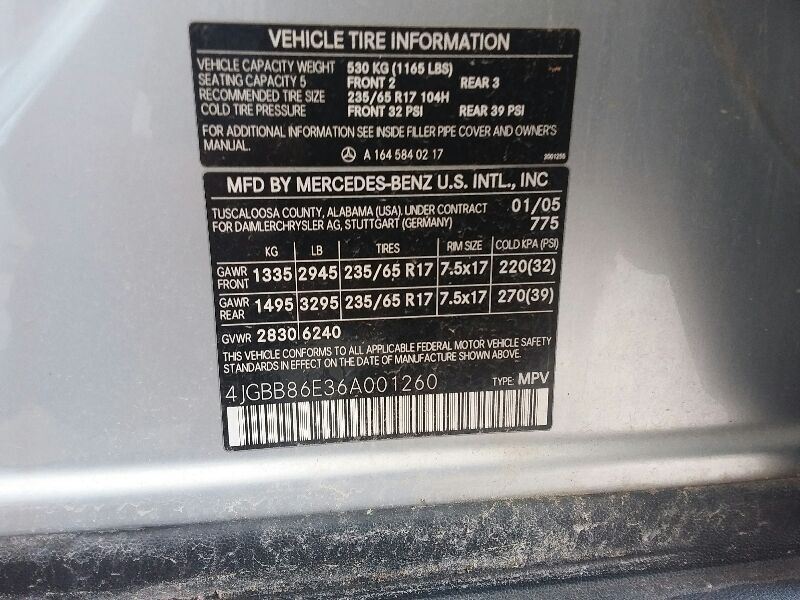 VEHICLE TIRE INFORMATION
VEHICLE CAPACITY WEIGHT 530 KG (1165 LBS)
SEATING CAPACITY 5 FRONT 2 REAR 3
RECOMMENDED TIRE SIZE 235/65 R17 104H
COLD TIRE PRESSURE FRONT 32 PSI REAR 39 PSI
FOR ADDITIONAL INFORMATION SEE INSIDE FILLER PIPE COVER AND OWNER'S
MANUAL.
A 164 584 02 17
MFD BY MERCEDES-BENZ U.S. INTL., INC
TUSCALOOSA COUNTY, ALABAMA (USA). UNDER CONTRACT 01/05
FOR DAIMLERCHRYSLER AG, STUTTGART (GERMANY) 775
KG LB TIRES RIM SIZE COLD KPA (PSI)
GAWR FRONT 1335 2945 235/65 R17 7.5x17 220(32)
GAWR REAR 1495 3295 235/65 R17 7.5x17 270(39)
GVWR 2830 6240
THIS VEHICLE CONFORMS TO ALL APPLICABLE FEDERAL MOTOR VEHICLE SAFETY
STANDARDS IN EFFECT ON THE DATE OF MANUFACTURE SHOWN ABOVE.
4JGBB86E36A001260 TYPE: MPV